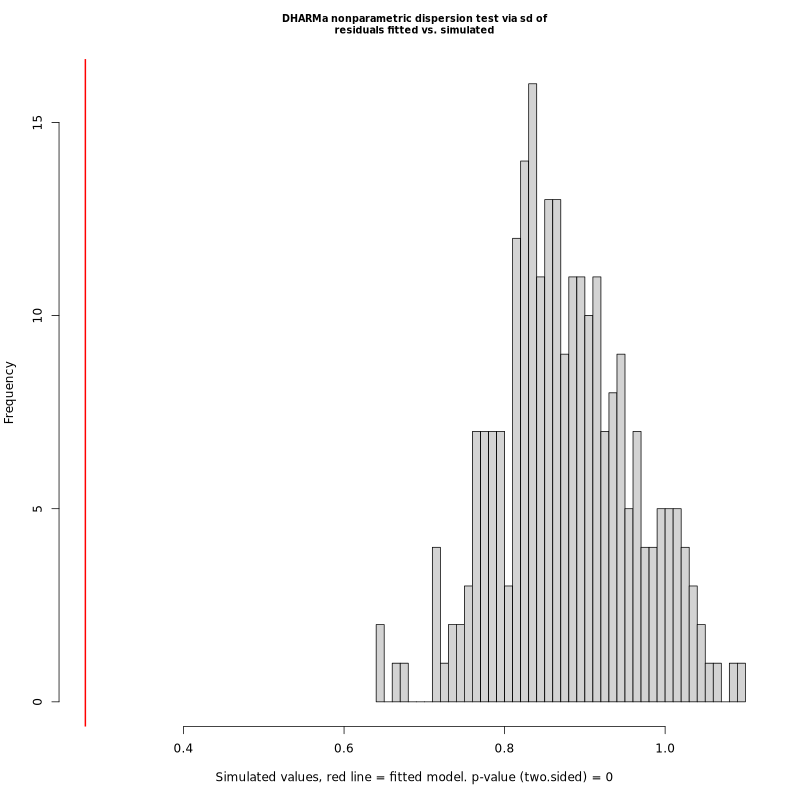 DHARMa nonparametric dispersion test via sd of
residuals fitted vs. simulated
Frequency
15
10
5
0
0.4 0.6 0.8 1.0
Simulated values, red line = fitted model. p-value (two.sided) = 0